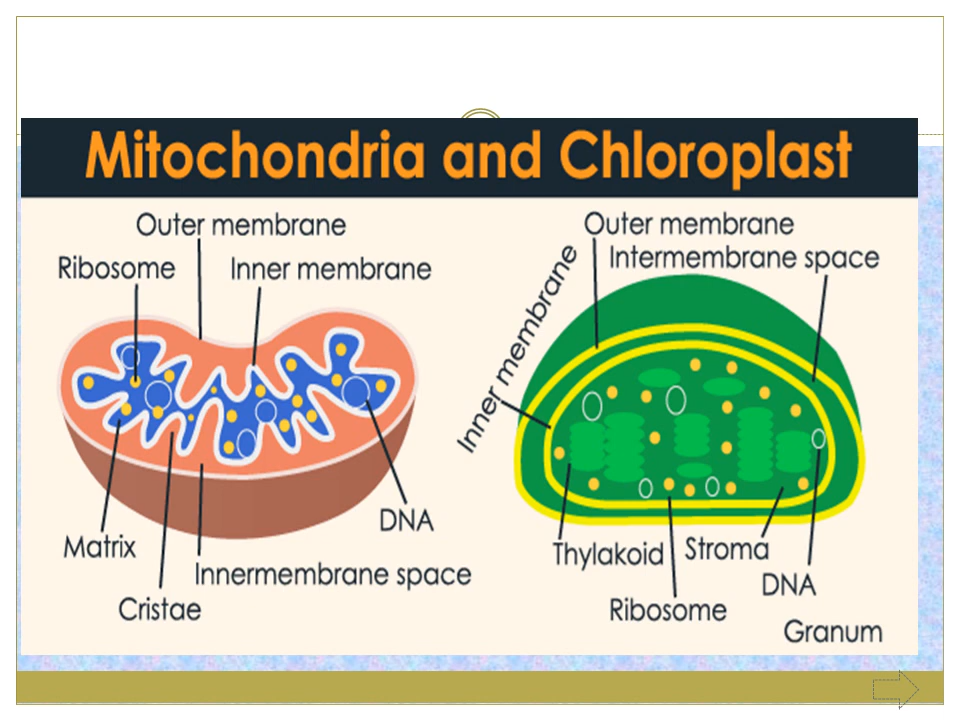 Mitochondria and Chloroplast
Outer membrane
Ribosome
Inner membrane
Matrix
Cristae
Innermembrane space
DNA
Outer membrane
Intermembrane space
Inner membrane
Thylakoid
Stroma
Ribosome
DNA
Granum